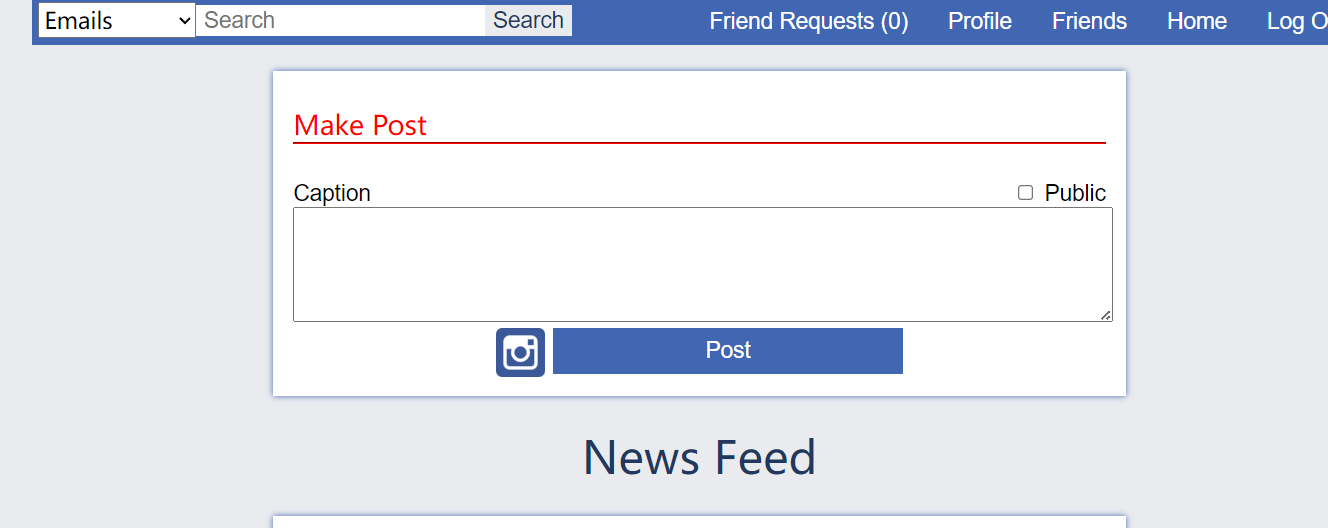 Emails Search Search Friend Requests (0) Profile Friends Home Log O
Make Post
Caption Public
Post
News Feed